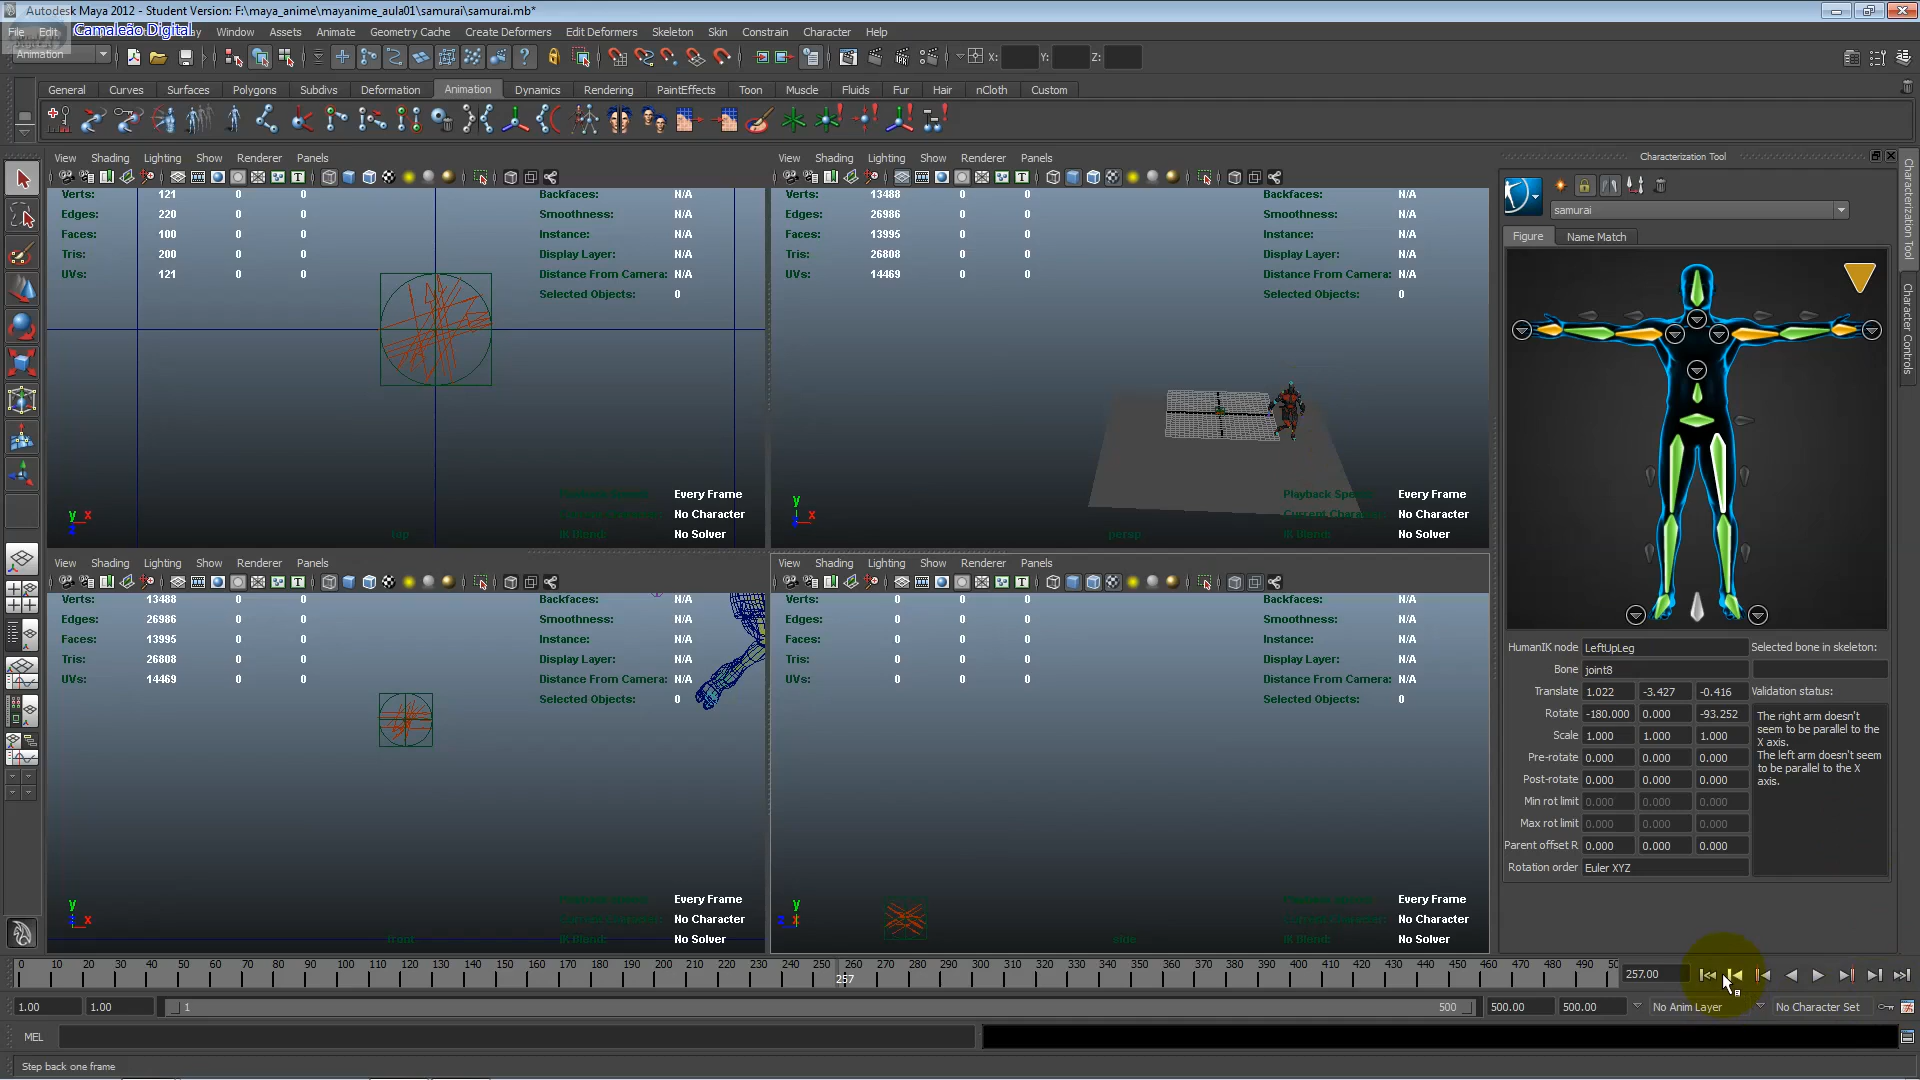 Autodesk Maya 2012 - Student Version: F:\maya_anime\mayanime_aula01\samurai\samurai.mb*
Camaleão Digital
File Edit Window Assets Animate Geometry Cache Create Deformers Edit Deformers Skeleton Skin Constrain Character Help
Animation X: Y: Z:
General Curves Surfaces Polygons Subdivs Deformation Animation Dynamics Rendering PaintEffects Toon Muscle Fluids Fur Hair nCloth Custom
View Shading Lighting Show Renderer Panels
Verts: 121 0 0 Backfaces: N/A
Edges: 220 0 0 Smoothness: N/A
Faces: 100 0 0 Instance: N/A
Tris: 200 0 0 Display Layer: N/A
UVs: 121 0 0 Distance From Camera: N/A
Selected Objects: 0
Every Frame
No Character
top IK Blend: No Solver
y x z
View Shading Lighting Show Renderer Panels
Verts: 13488 0 0 Backfaces: N/A
Edges: 26986 0 0 Smoothness: N/A
Faces: 13995 0 0 Instance: N/A
Tris: 26808 0 0 Display Layer: N/A
UVs: 14469 0 0 Distance From Camera: N/A
Selected Objects: 0
Playback Speed: Every Frame
Current Character: No Character
persp IK Blend: No Solver
y x
View Shading Lighting Show Renderer Panels
Verts: 13488 0 0 Backfaces: N/A
Edges: 26986 0 0 Smoothness: N/A
Faces: 13995 0 0 Instance: N/A
Tris: 26808 0 0 Display Layer: N/A
UVs: 14469 0 0 Distance From Camera: N/A
Selected Objects: 0
Every Frame
No Character
front IK Blend: No Solver
y x
View Shading Lighting Show Renderer Panels
Verts: 0 0 0 Backfaces: N/A
Edges: 0 0 0 Smoothness: N/A
Faces: 0 0 0 Instance: N/A
Tris: 0 0 0 Display Layer: N/A
UVs: 0 0 0 Distance From Camera: N/A
Selected Objects: 0
Every Frame
No Character
side IK Blend: No Solver
y
Characterization Tool
samurai
Figure Name Match
HumanIK node LeftUpLeg Selected bone in skeleton:
Bone joint8
Translate 1.022 -3.427 -0.416 Validation status:
Rotate -180.000 0.000 -93.252
Scale 1.000 1.000 1.000
Pre-rotate 0.000 0.000 0.000
Post-rotate 0.000 0.000 0.000
Min rot limit 0.000 0.000 0.000
Max rot limit 0.000 0.000 0.000
Parent offset R 0.000 0.000 0.000
Rotation order Euler XYZ
The right arm doesn't
seem to be parallel to the
X axis.
The left arm doesn't seem
to be parallel to the X
axis.
Characterization Tool
Character Controls
0 10 20 30 40 50 60 70 80 90 100 110 120 130 140 150 160 170 180 190 200 210 220 230 240 250 260 270 280 290 300 310 320 330 340 350 360 370 380 390 400 410 420 430 440 450 460 470 480 490 50
257
257.00
1.00 1.00 1 500 500.00 500.00 No Anim Layer No Character Set
MEL
Step back one frame